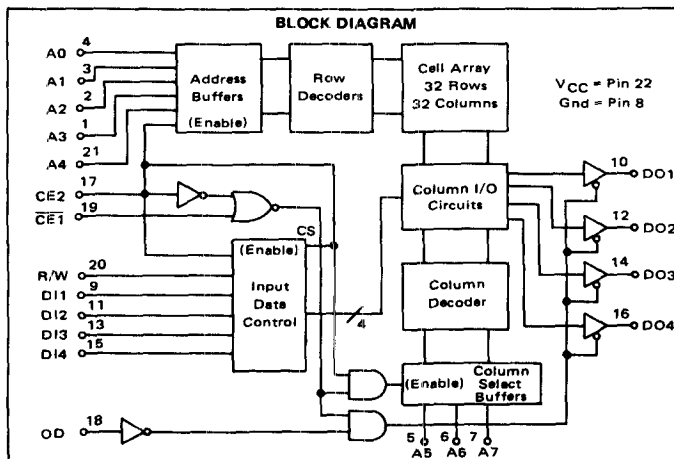 BLOCK DIAGRAM
A0 4
A1 3
A2 2
A3 1
A4 21
Address
Buffers
(Enable)
Row
Decoders
Cell Array
32 Rows
32 Columns
VCC = Pin 22
Gnd = Pin 8
CE2 17
CE1 19
CS
R/W 20
DI1 9
DI2 11
DI3 13
DI4 15
(Enable)
Input
Data
Control
4
Column I/O
Circuits
Column
Decoder
(Enable)
Column
Select
Buffers
10 DO1
12 DO2
14 DO3
16 DO4
OD 18
5 6 7
A5 A6 A7